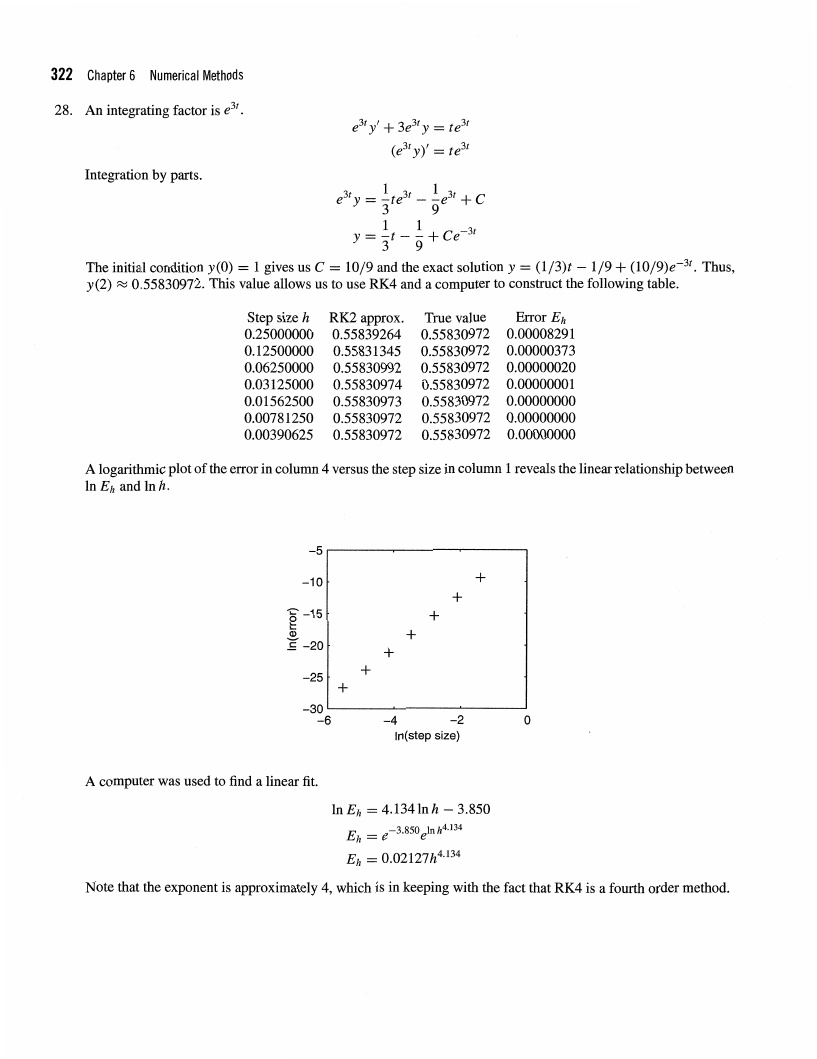 322 Chapter 6 Numerical Methods
28. An integrating factor is e^{3t}.
e^{3t}y' + 3e^{3t}y = te^{3t}
(e^{3t}y)' = te^{3t}
Integration by parts.
e^{3t}y = \frac{1}{3}te^{3t} − \frac{1}{9}e^{3t} + C
y = \frac{1}{3}t − \frac{1}{9} + Ce^{−3t}
The initial condition y(0) = 1 gives us C = 10/9 and the exact solution y = (1/3)t − 1/9 + (10/9)e^{−3t}. Thus,
y(2) ≈ 0.55830972. This value allows us to use RK4 and a computer to construct the following table.
Step size h RK2 approx. True value Error E_h
0.25000000 0.55839264 0.55830972 0.00008291
0.12500000 0.55831345 0.55830972 0.00000373
0.06250000 0.55830992 0.55830972 0.00000020
0.03125000 0.55830974 0.55830972 0.00000001
0.01562500 0.55830973 0.55830972 0.00000000
0.00781250 0.55830972 0.55830972 0.00000000
0.00390625 0.55830972 0.55830972 0.00000000
A logarithmic plot of the error in column 4 versus the step size in column 1 reveals the linear relationship between
ln E_h and ln h.
−5
−10
−15
−20
−25
−30
ln(error)
−6 −4 −2 0
ln(step size)
A computer was used to find a linear fit.
ln E_h = 4.134 ln h − 3.850
E_h = e^{−3.850}e^{ln h^{4.134}}
E_h = 0.02127h^{4.134}
Note that the exponent is approximately 4, which is in keeping with the fact that RK4 is a fourth order method.